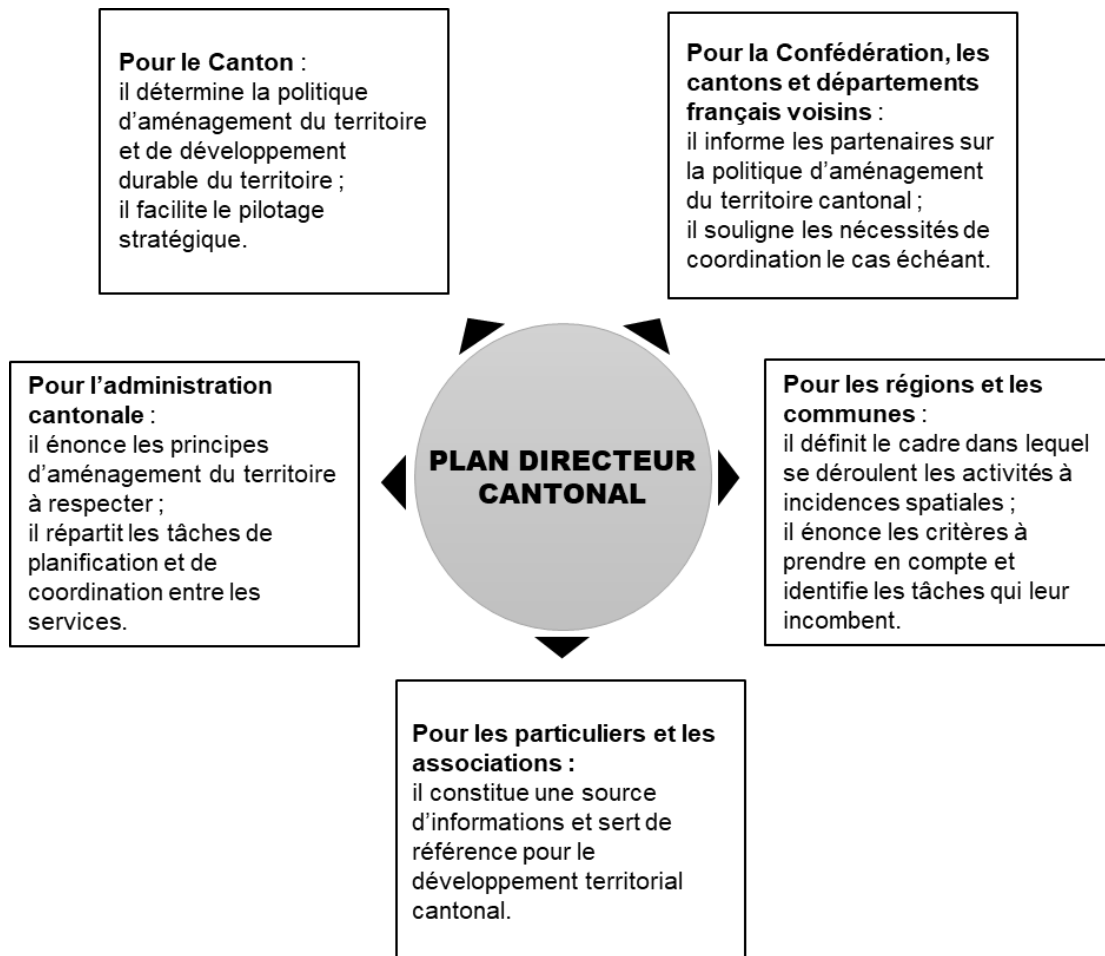 Pour le Canton :
il détermine la politique
d’aménagement du territoire
et de développement
durable du territoire ;
il facilite le pilotage
stratégique.
Pour la Confédération, les
cantons et départements
français voisins :
il informe les partenaires sur
la politique d’aménagement
du territoire cantonal ;
il souligne les nécessités de
coordination le cas échéant.
Pour l’administration
cantonale :
il énonce les principes
d’aménagement du territoire
à respecter ;
il répartit les tâches de
planification et de
coordination entre les
services.
PLAN DIRECTEUR
CANTONAL
Pour les régions et les
communes :
il définit le cadre dans lequel
se déroulent les activités à
incidences spatiales ;
il énonce les critères à
prendre en compte et
identifie les tâches qui leur
incombent.
Pour les particuliers et les
associations :
il constitue une source
d’informations et sert de
référence pour le
développement territorial
cantonal.